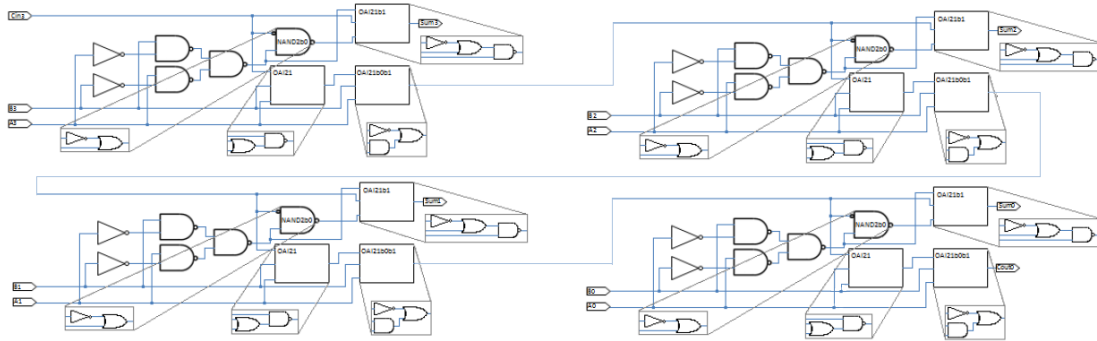 Cin3
OAI21b1
Sum3
NAND2b0
OAI21
OAI21b0b1
B3
A3
OAI21b1
Sum2
NAND2b0
OAI21
OAI21b0b1
B2
A2
OAI21b1
Sum1
NAND2b0
OAI21
OAI21b0b1
B1
A1
OAI21b1
Sum0
NAND2b0
OAI21
OAI21b0b1
Cout0
B0
A0